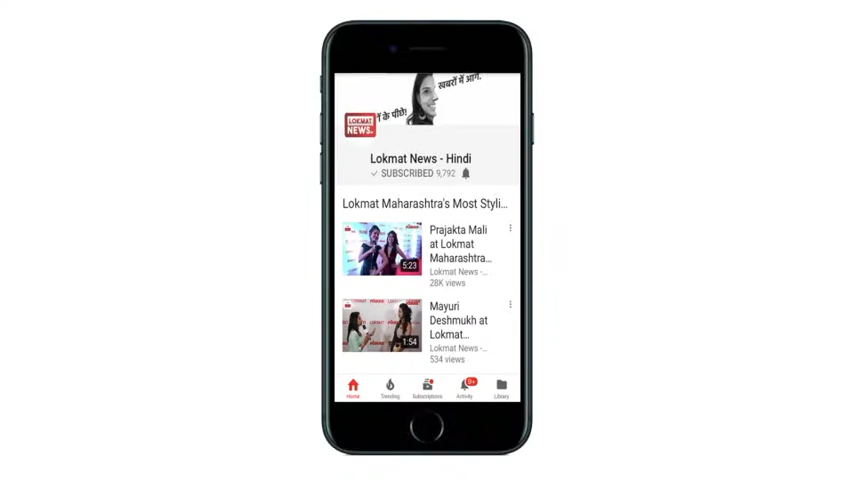 खबरों में आग.
ों के पीछे!
LOKMAT
NEWS.
Lokmat News - Hindi
SUBSCRIBED 9,792
Lokmat Maharashtra's Most Styli...
Prajakta Mali
at Lokmat
Maharashtra...
Lokmat News -...
28K views
5:23
Mayuri
Deshmukh at
Lokmat...
Lokmat News -...
534 views
1:54
Home
Trending
Subscriptions
9+
Activity
Library